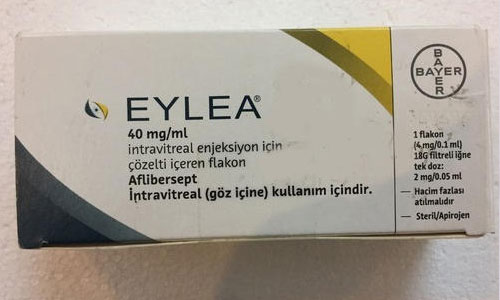 EYLEA®
40 mg/ml
intravitreal enjeksiyon için
çözelti içeren flakon
Aflibersept
İntravitreal (göz içine) kullanım içindir.
BAYER
BAYER
1 flakon
(4 mg/0.1 ml)
18G filtreli iğne
tek doz:
2 mg/0.05 ml
— Hacim fazlası
atılmalıdır
— Steril/Apirojen